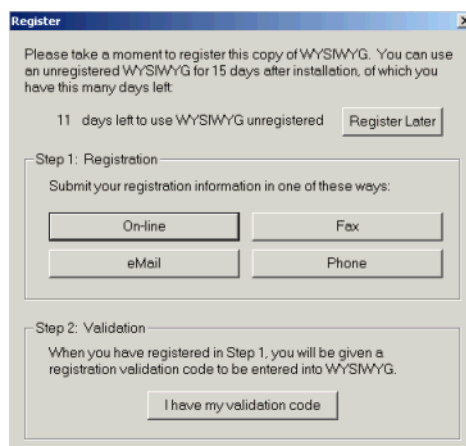 Register
Please take a moment to register this copy of WYSIWYG. You can use
an unregistered WYSIWYG for 15 days after installation, of which you
have this many days left:
11 days left to use WYSIWYG unregistered
Register Later
Step 1: Registration
Submit your registration information in one of these ways:
On-line
Fax
eMail
Phone
Step 2: Validation
When you have registered in Step 1, you will be given a
registration validation code to be entered into WYSIWYG.
I have my validation code